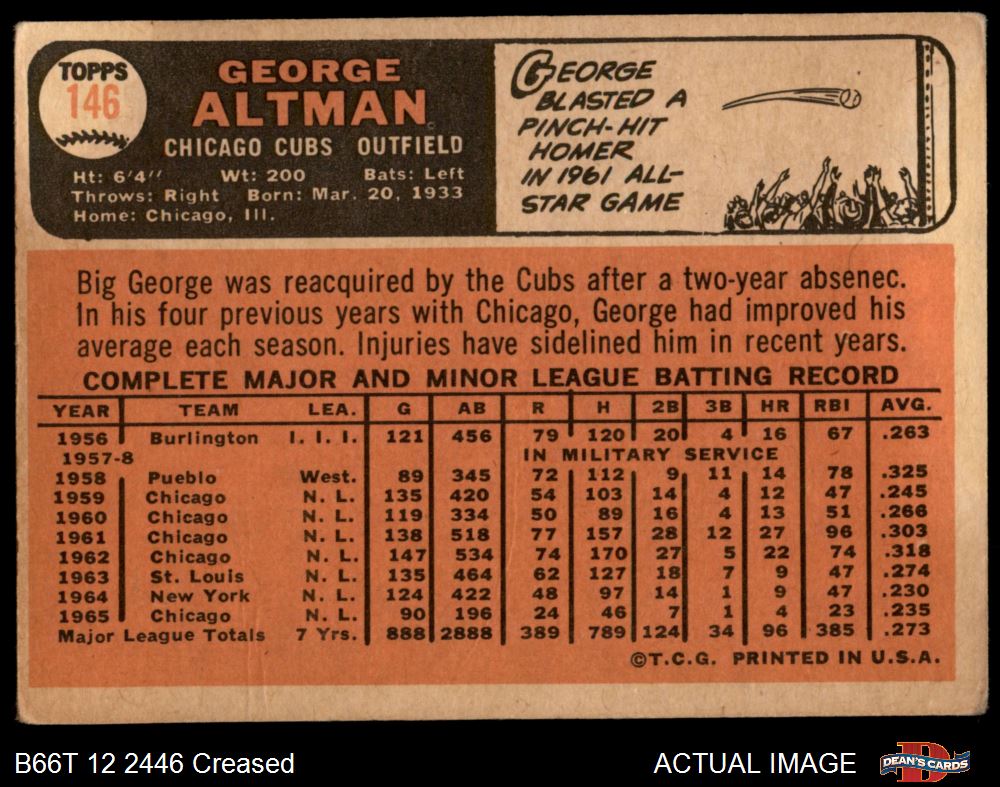 TOPPS
146
GEORGE
ALTMAN
CHICAGO CUBS OUTFIELD
Ht: 6'4" Wt: 200 Bats: Left
Throws: Right Born: Mar. 20, 1933
Home: Chicago, Ill.
GEORGE
BLASTED A
PINCH-HIT
HOMER
IN 1961 ALL-
STAR GAME
Big George was reacquired by the Cubs after a two-year absenec.
In his four previous years with Chicago, George had improved his
average each season. Injuries have sidelined him in recent years.
COMPLETE MAJOR AND MINOR LEAGUE BATTING RECORD
YEAR TEAM LEA. G AB R H 2B 3B HR RBI AVG.
1956 Burlington I. I. I. 121 456 79 120 20 4 16 67 .263
1957-8 IN MILITARY SERVICE
1958 Pueblo West. 89 345 72 112 9 11 14 78 .325
1959 Chicago N. L. 135 420 54 103 14 4 12 47 .245
1960 Chicago N. L. 119 334 50 89 16 4 13 51 .266
1961 Chicago N. L. 138 518 77 157 28 12 27 96 .303
1962 Chicago N. L. 147 534 74 170 27 5 22 74 .318
1963 St. Louis N. L. 135 464 62 127 18 7 9 47 .274
1964 New York N. L. 124 422 48 97 14 1 9 47 .230
1965 Chicago N. L. 90 196 24 46 7 1 4 23 .235
Major League Totals 7 Yrs. 888 2888 389 789 124 34 96 385 .273
©T.C.G. PRINTED IN U.S.A.
B66T 12 2446 Creased
ACTUAL IMAGE
D
DEAN'S CARDS